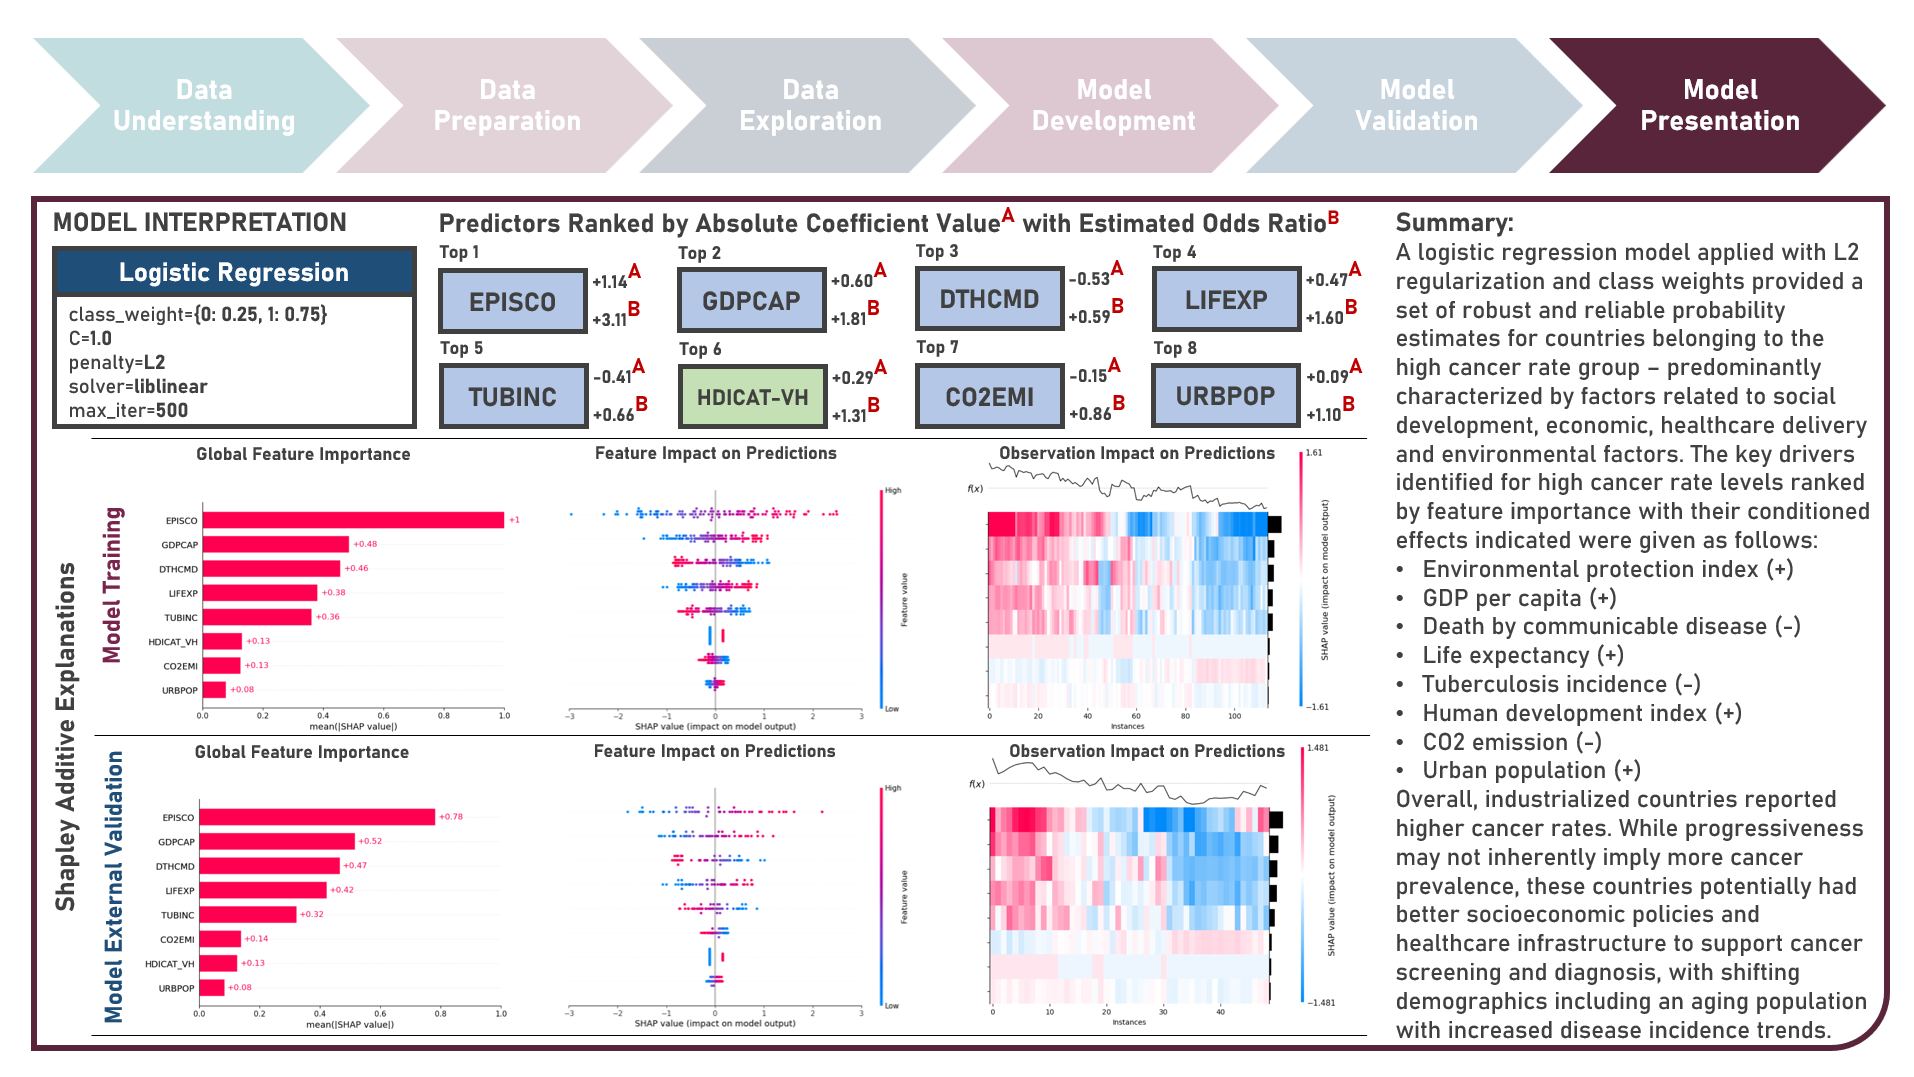 Data
Understanding
Data
Preparation
Data
Exploration
Model
Development
Model
Validation
Model
Presentation
MODEL INTERPRETATION
Logistic Regression
class_weight={0: 0.25, 1: 0.75}
C=1.0
penalty=L2
solver=liblinear
max_iter=500
Predictors Ranked by Absolute Coefficient Value^A with Estimated Odds Ratio^B
Top 1
EPISCO
+1.14^A
+3.11^B
Top 2
GDPCAP
+0.60^A
+1.81^B
Top 3
DTHCMD
-0.53^A
+0.59^B
Top 4
LIFEXP
+0.47^A
+1.60^B
Top 5
TUBINC
-0.41^A
+0.66^B
Top 6
HDICAT-VH
+0.29^A
+1.31^B
Top 7
CO2EMI
-0.15^A
+0.86^B
Top 8
URBPOP
+0.09^A
+1.10^B
Shapley Additive Explanations
Model Training
Global Feature Importance
EPISCO +1
GDPCAP +0.48
DTHCMD +0.46
LIFEXP +0.38
TUBINC +0.36
HDICAT_VH +0.13
CO2EMI +0.13
URBPOP +0.08
0.0 0.2 0.4 0.6 0.8 1.0
mean(|SHAP value|)
Feature Impact on Predictions
High
Feature value
Low
−3 −2 −1 0 1 2 3
SHAP value (impact on model output)
Observation Impact on Predictions
f(x)
1.61
SHAP value (impact on model output)
−1.61
0 20 40 60 80 100
Instances
Model External Validation
Global Feature Importance
EPISCO +0.78
GDPCAP +0.52
DTHCMD +0.47
LIFEXP +0.42
TUBINC +0.32
CO2EMI +0.14
HDICAT_VH +0.13
URBPOP +0.08
0.0 0.2 0.4 0.6 0.8 1.0
mean(|SHAP value|)
Feature Impact on Predictions
High
Feature value
Low
−3 −2 −1 0 1 2 3
SHAP value (impact on model output)
Observation Impact on Predictions
f(x)
1.481
SHAP value (impact on model output)
−1.481
0 10 20 30 40
Instances
Summary:
A logistic regression model applied with L2
regularization and class weights provided a
set of robust and reliable probability
estimates for countries belonging to the
high cancer rate group – predominantly
characterized by factors related to social
development, economic, healthcare delivery
and environmental factors. The key drivers
identified for high cancer rate levels ranked
by feature importance with their conditioned
effects indicated were given as follows:
• Environmental protection index (+)
• GDP per capita (+)
• Death by communicable disease (-)
• Life expectancy (+)
• Tuberculosis incidence (-)
• Human development index (+)
• CO2 emission (-)
• Urban population (+)
Overall, industrialized countries reported
higher cancer rates. While progressiveness
may not inherently imply more cancer
prevalence, these countries potentially had
better socioeconomic policies and
healthcare infrastructure to support cancer
screening and diagnosis, with shifting
demographics including an aging population
with increased disease incidence trends.